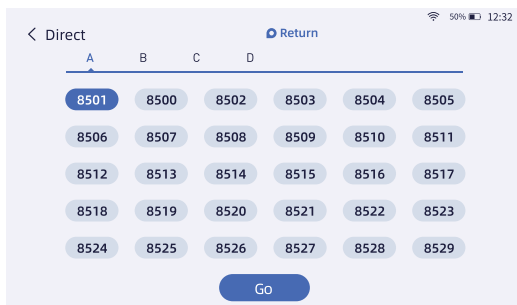 50% 12:32
Direct Return
A B C D
8501 8500 8502 8503 8504 8505
8506 8507 8508 8509 8510 8511
8512 8513 8514 8515 8516 8517
8518 8519 8520 8521 8522 8523
8524 8525 8526 8527 8528 8529
Go